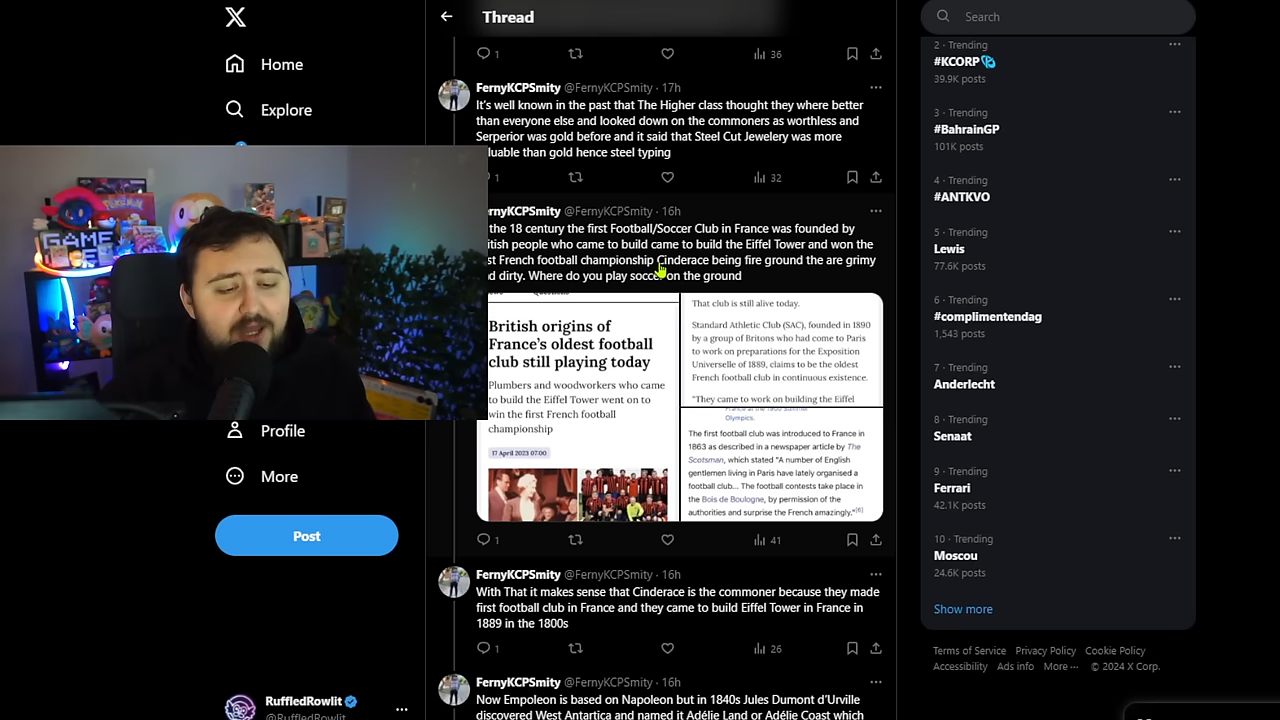 Home
Explore
Profile
More
Post
RuffledRowlit
@RuffledRowlit
Thread
1
36
FernyKCPSmity @FernyKCPSmity · 17h
It's well known in the past that The Higher class thought they where better
than everyone else and looked down on the commoners as worthless and
Serperior was gold before and it said that Steel Cut Jewelery was more
luable than gold hence steel typing
1
32
rnyKCPSmity @FernyKCPSmity · 16h
the 18 century the first Football/Soccer Club in France was founded by
itish people who came to build came to build the Eiffel Tower and won the
st French football championship Cinderace being fire ground the are grimy
d dirty. Where do you play soccer on the ground
British origins of
France's oldest football
club still playing today
Plumbers and woodworkers who came
to build the Eiffel Tower went on to
win the first French football
championship
17 April 2023 07:00
That club is still alive today.
Standard Athletic Club (SAC), founded in 1890
by a group of Britons who had come to Paris
to work on preparations for the Exposition
Universelle of 1889, claims to be the oldest
French football club in continuous existence.
"They came to work on building the Eiffel
France at the 1900 Summer
Olympics.
The first football club was introduced to France in
1863 as described in a newspaper article by The
Scotsman, which stated "A number of English
gentlemen living in Paris have lately organised a
football club... The football contests take place in
the Bois de Boulogne, by permission of the
authorities and surprise the French amazingly."[6]
1
41
FernyKCPSmity @FernyKCPSmity · 16h
With That it makes sense that Cinderace is the commoner because they made
first football club in France and they came to build Eiffel Tower in France in
1889 in the 1800s
1
26
FernyKCPSmity @FernyKCPSmity · 16h
Now Empoleon is based on Napoleon but in 1840s Jules Dumont d'Urville
discovered West Antartica and named it Adélie Land or Adélie Coast which
Search
2 · Trending
#KCORP
39.9K posts
3 · Trending
#BahrainGP
101K posts
4 · Trending
#ANTKVO
5 · Trending
Lewis
77.6K posts
6 · Trending
#complimentendag
1,543 posts
7 · Trending
Anderlecht
8 · Trending
Senaat
9 · Trending
Ferrari
42.1K posts
10 · Trending
Moscou
24.6K posts
Show more
Terms of Service Privacy Policy Cookie Policy
Accessibility Ads info More ··· © 2024 X Corp.
GAME